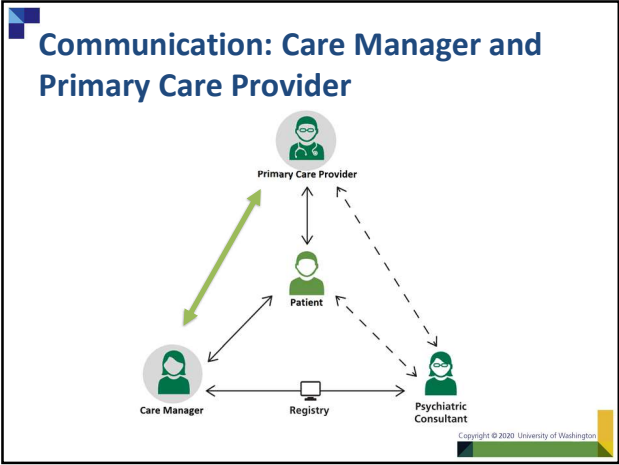 Communication: Care Manager and
Primary Care Provider
Primary Care Provider
Patient
Care Manager
Registry
Psychiatric
Consultant
Copyright © 2020 University of Washington